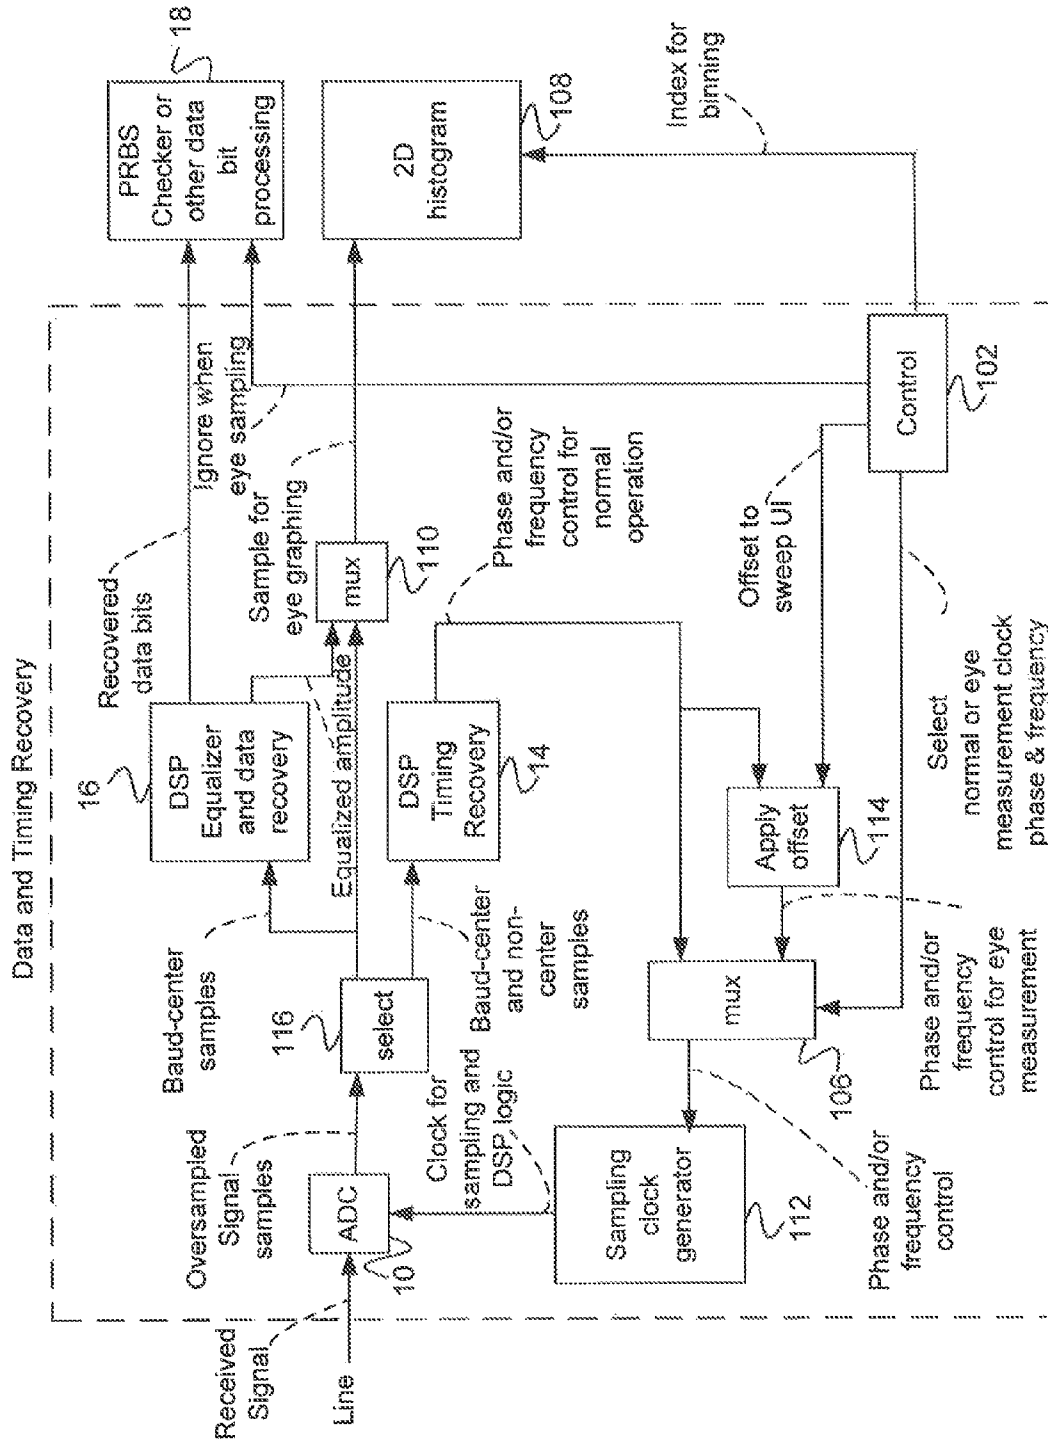 Data and Timing Recovery
Received
Signal
Line
Oversampled
Signal
samples
ADC
10
Baud-center
samples
116
select
Baud-center
and non-
center
samples
Clock for
sampling and
DSP logic
16
DSP
Equalizer
and data
recovery
Equalized amplitude
DSP
Timing
Recovery
14
Recovered
data bits
Ignore when
eye sampling
Sample for
eye graphing
mux
110
PRBS
Checker or
other data
bit
processing
18
2D
histogram
108
Index for
binning
Phase and/or
frequency
control for
normal
operation
Sampling
clock
generator
112
mux
106
Apply
offset
114
Offset to
sweep UI
Control
102
Phase and/or
frequency
control
Phase and/or
frequency
control for eye
measurement
Select
normal or eye
measurement clock
phase & frequency